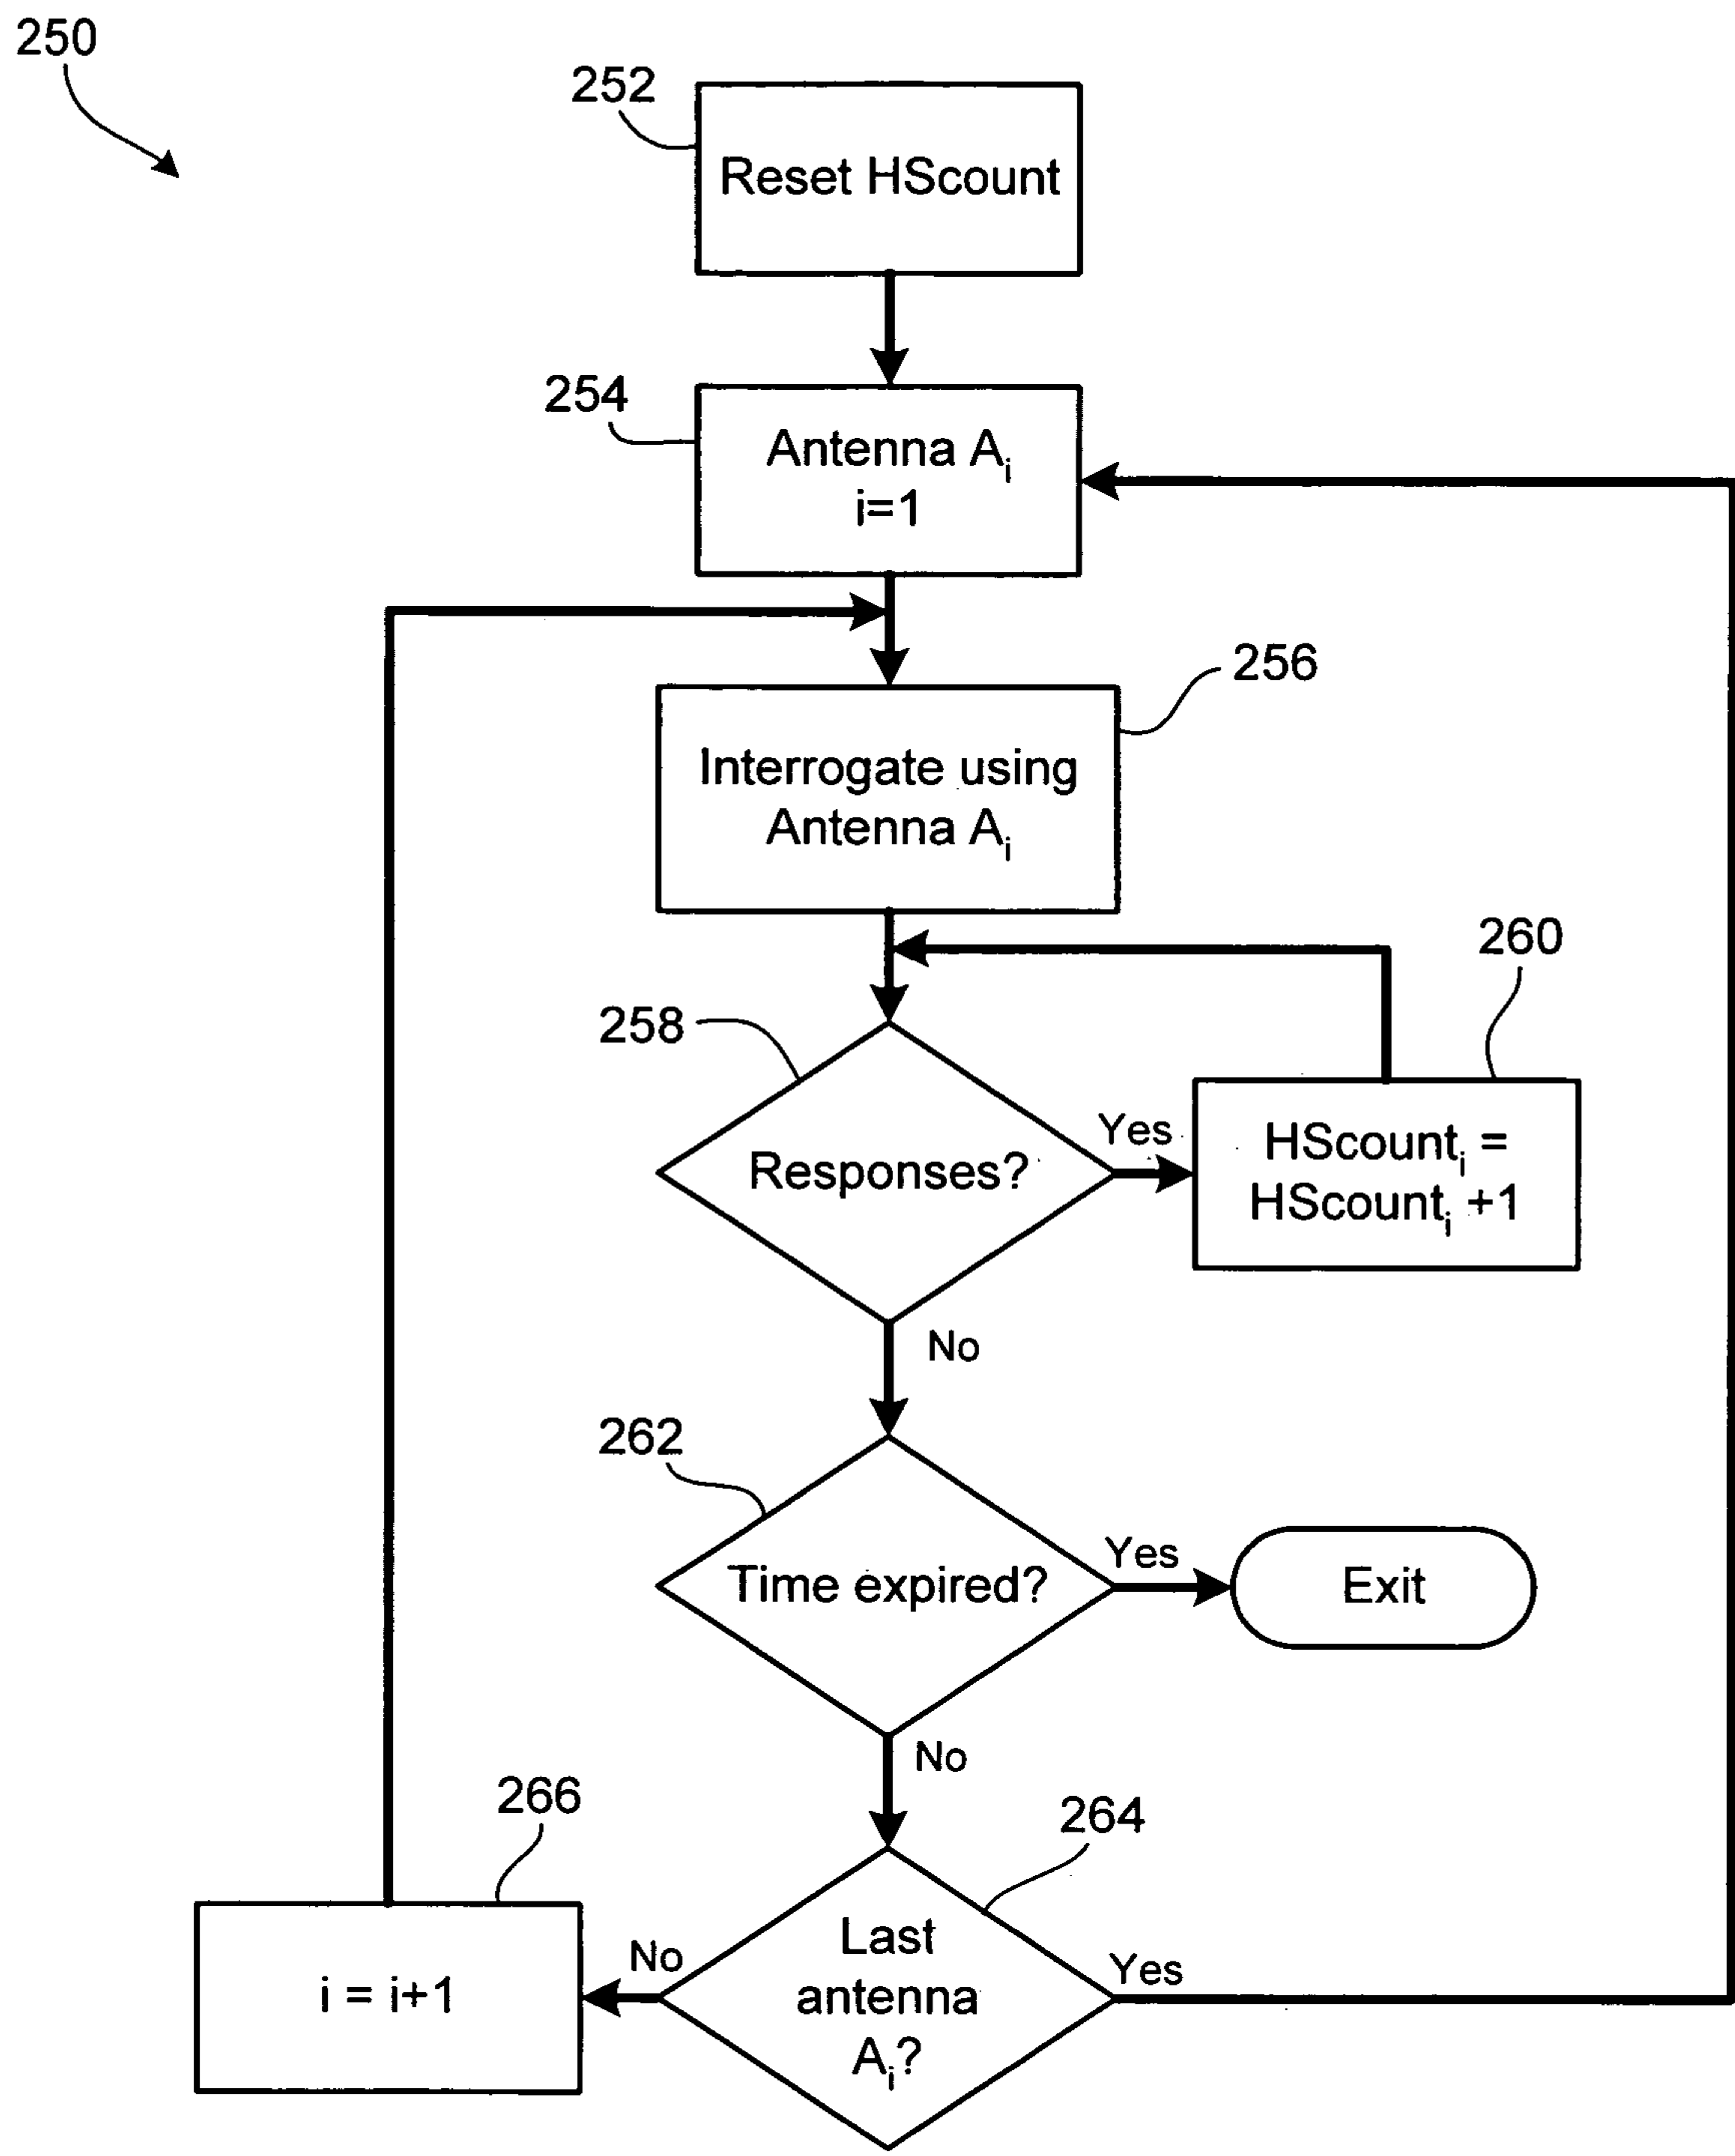 250
252
Reset HScount
254
Antenna Ai
i=1
256
Interrogate using
Antenna Ai
260
258
Yes
HScounti =
HScounti +1
Responses?
No
262
Time expired?
Yes
Exit
No
266
264
i = i+1
No
Last
antenna
Ai?
Yes